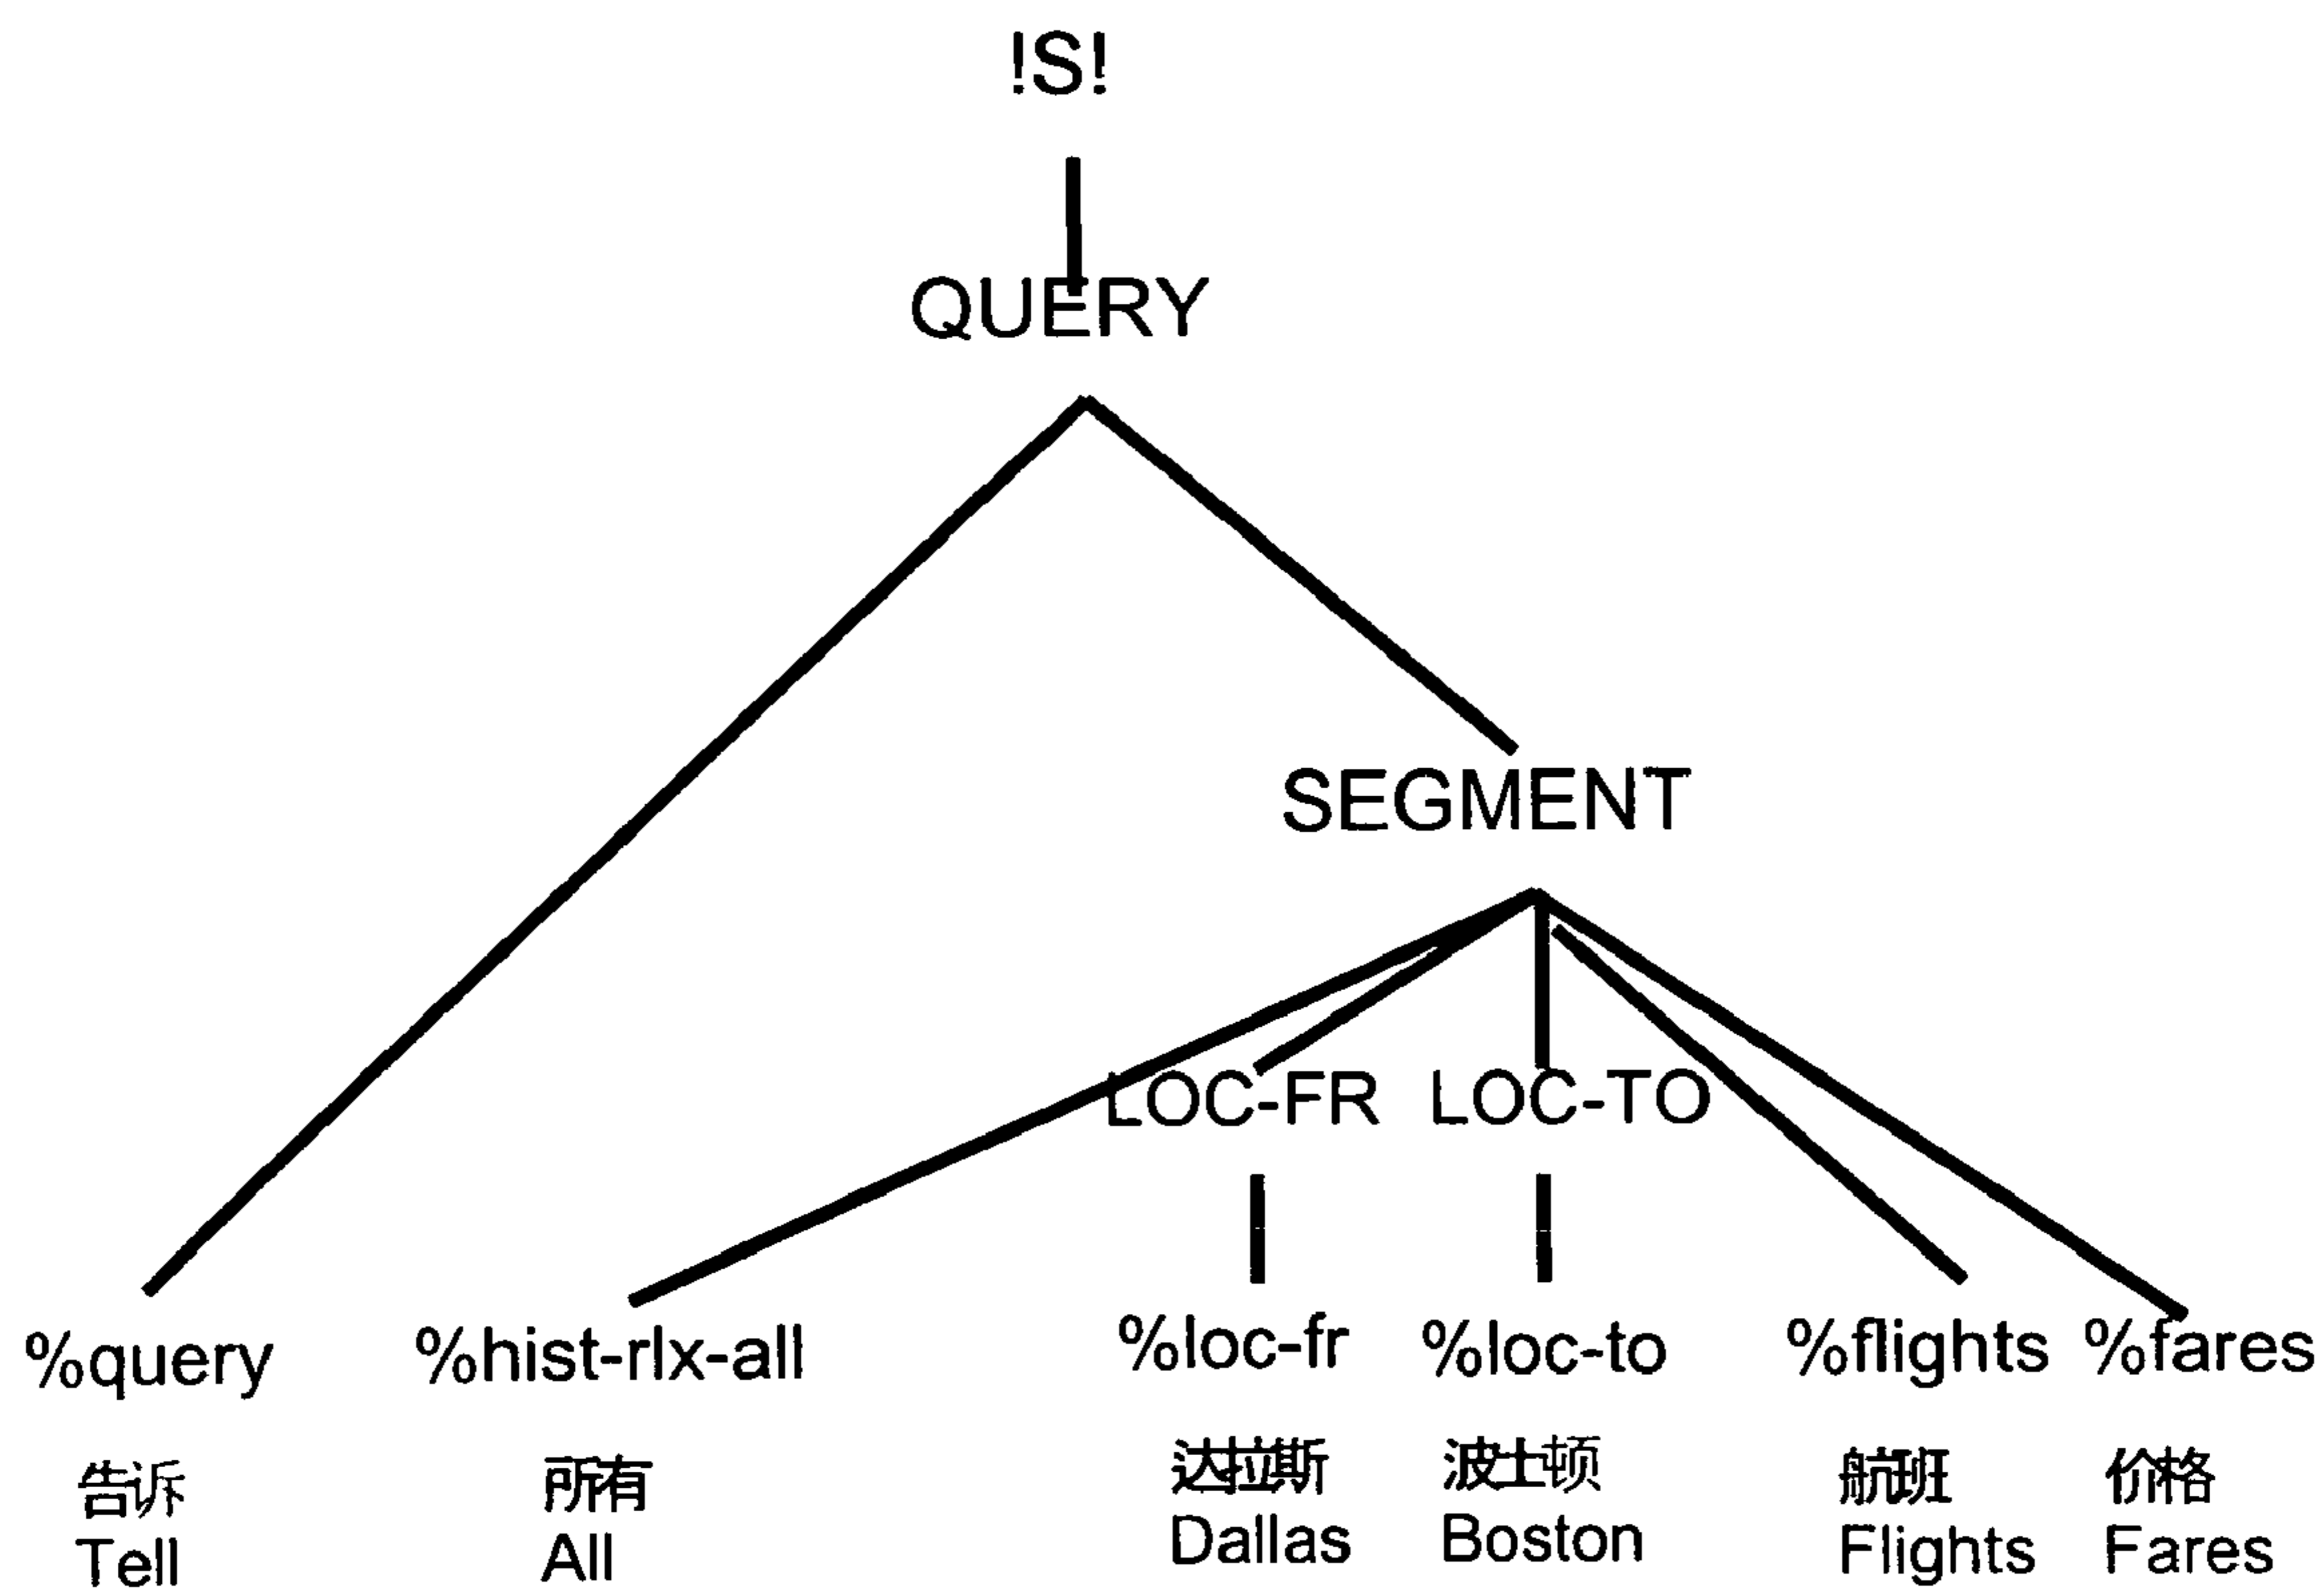 !S!
QUERY
SEGMENT
LOC-FR LOC-TO
%query %hist-rlx-all %loc-fr %loc-to %flights %fares
告诉 所有 达拉斯 波士顿 航班 价格
Tell All Dallas Boston Flights Fares